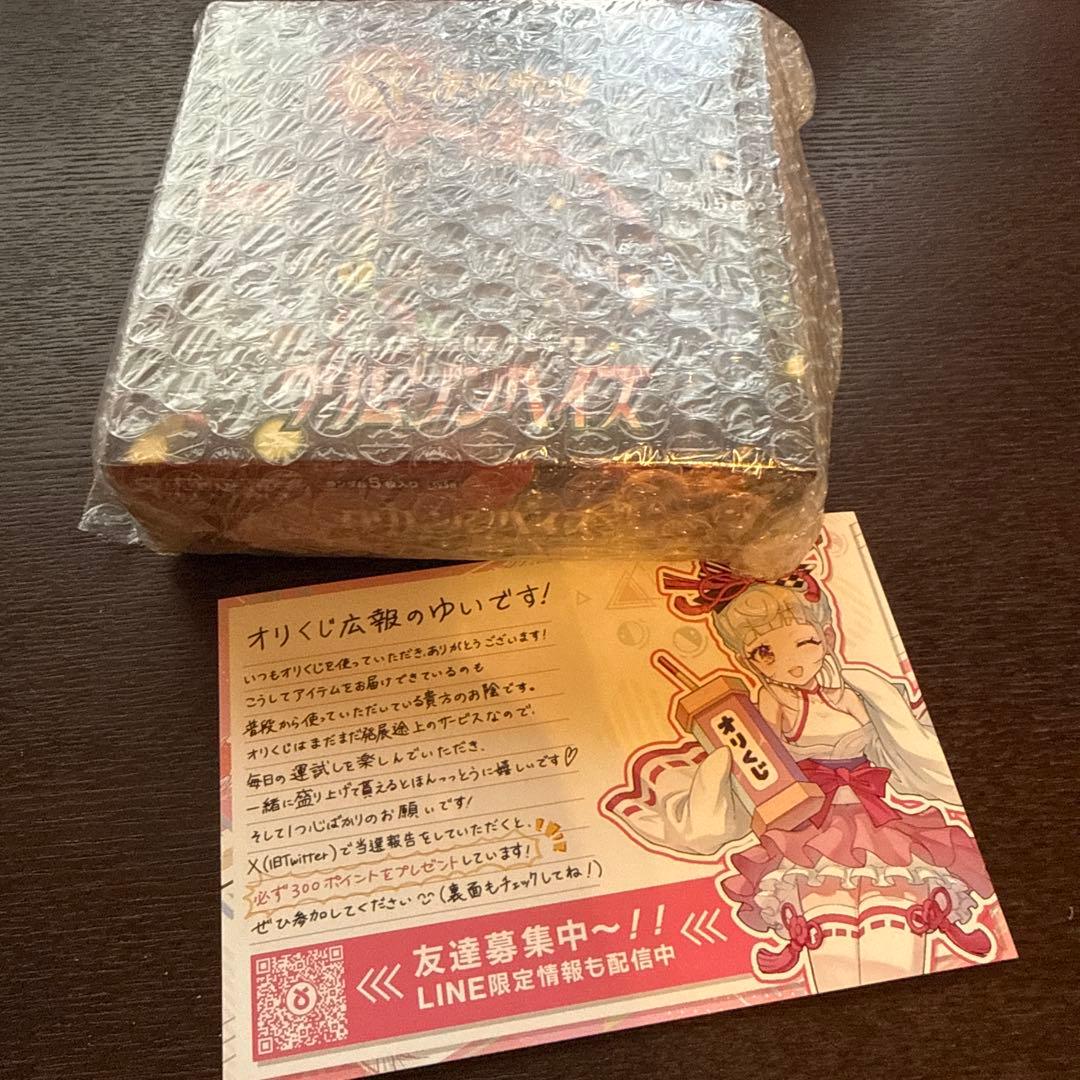 クリムゾンヘイズ
オリくじ広報のゆいです!
いつもオリくじを使っていただき、ありがとうございます!
こうしてアイテムをお届けできているのも
普段から使っていただいている貴方のお陰です。
オリくじはまだまだ発展途上のサービスなので、
毎日の運試しを楽しんでいただき、
一緒に盛り上げて貰えるとほんっっとうに嬉しいです♡
そして1つ心ばかりのお願いです!
X(旧Twitter)で当選報告をしていただくと、
必ず300ポイントをプレゼントしています!
ぜひ参加してください(裏面もチェックしてね!)
オリくじ
<<< 友達募集中〜!! <<<
LINE限定情報も配信中